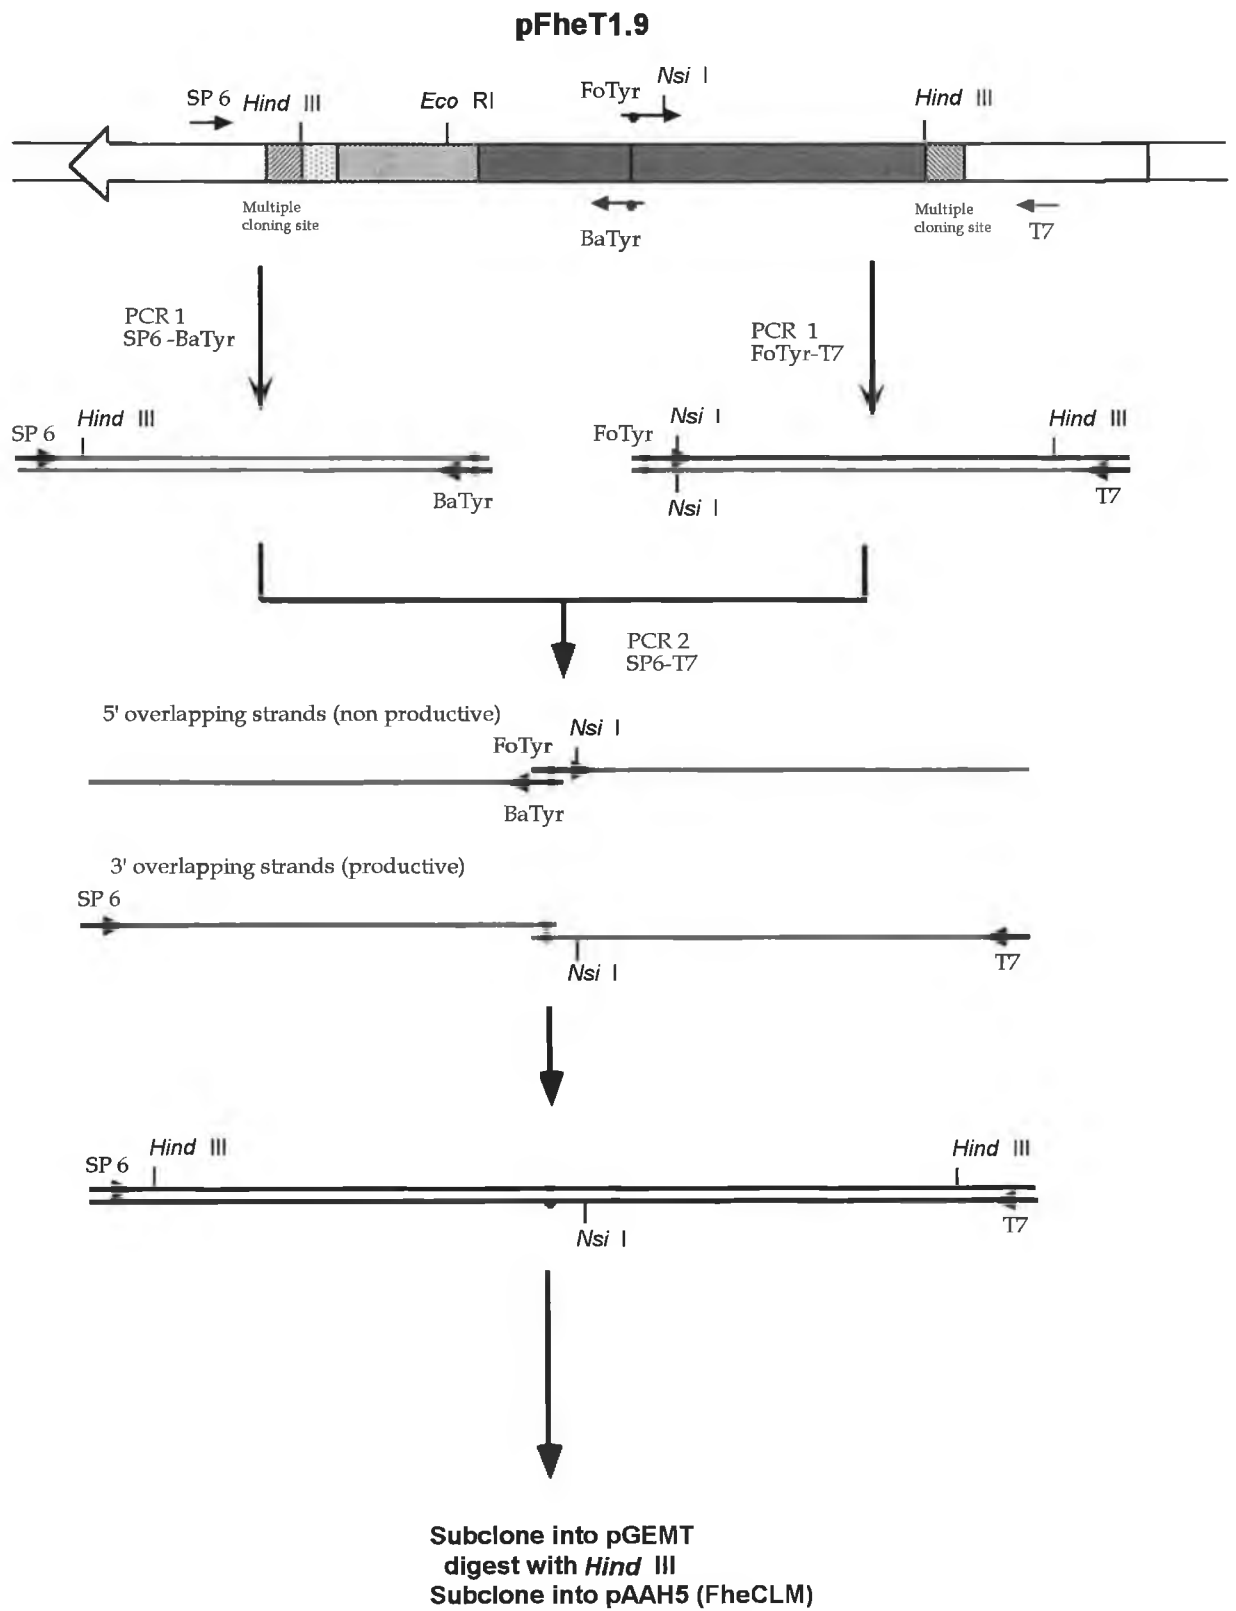 pFheT1.9
SP 6
Hind III
Eco RI
FoTyr
Nsi I
Hind III
Multiple
cloning site
BaTyr
Multiple
cloning site
T7
PCR 1
SP6 -BaTyr
PCR 1
FoTyr-T7
SP 6
Hind III
BaTyr
FoTyr
Nsi I
Hind III
Nsi I
T7
PCR 2
SP6-T7
5' overlapping strands (non productive)
Nsi I
FoTyr
BaTyr
3' overlapping strands (productive)
SP 6
Nsi I
T7
SP 6
Hind III
Hind III
Nsi I
T7
Subclone into pGEMT
digest with Hind III
Subclone into pAAH5 (FheCLM)